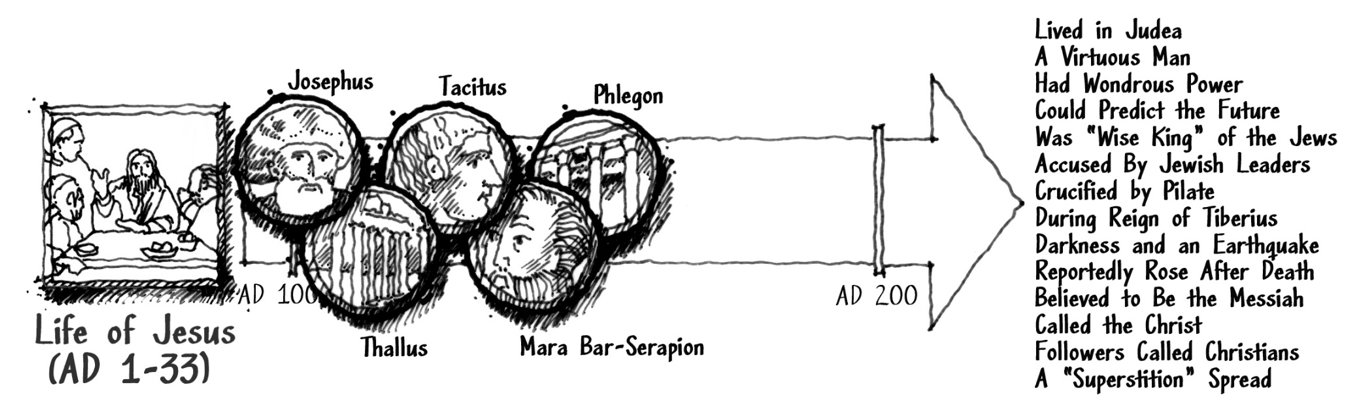 Josephus
Tacitus
Phlegon
AD 100
AD 200
Life of Jesus
(AD 1-33)
Thallus
Mara Bar-Serapion
Lived in Judea
A Virtuous Man
Had Wondrous Power
Could Predict the Future
Was "Wise King" of the Jews
Accused By Jewish Leaders
Crucified by Pilate
During Reign of Tiberius
Darkness and an Earthquake
Reportedly Rose After Death
Believed to Be the Messiah
Called the Christ
Followers Called Christians
A "Superstition" Spread